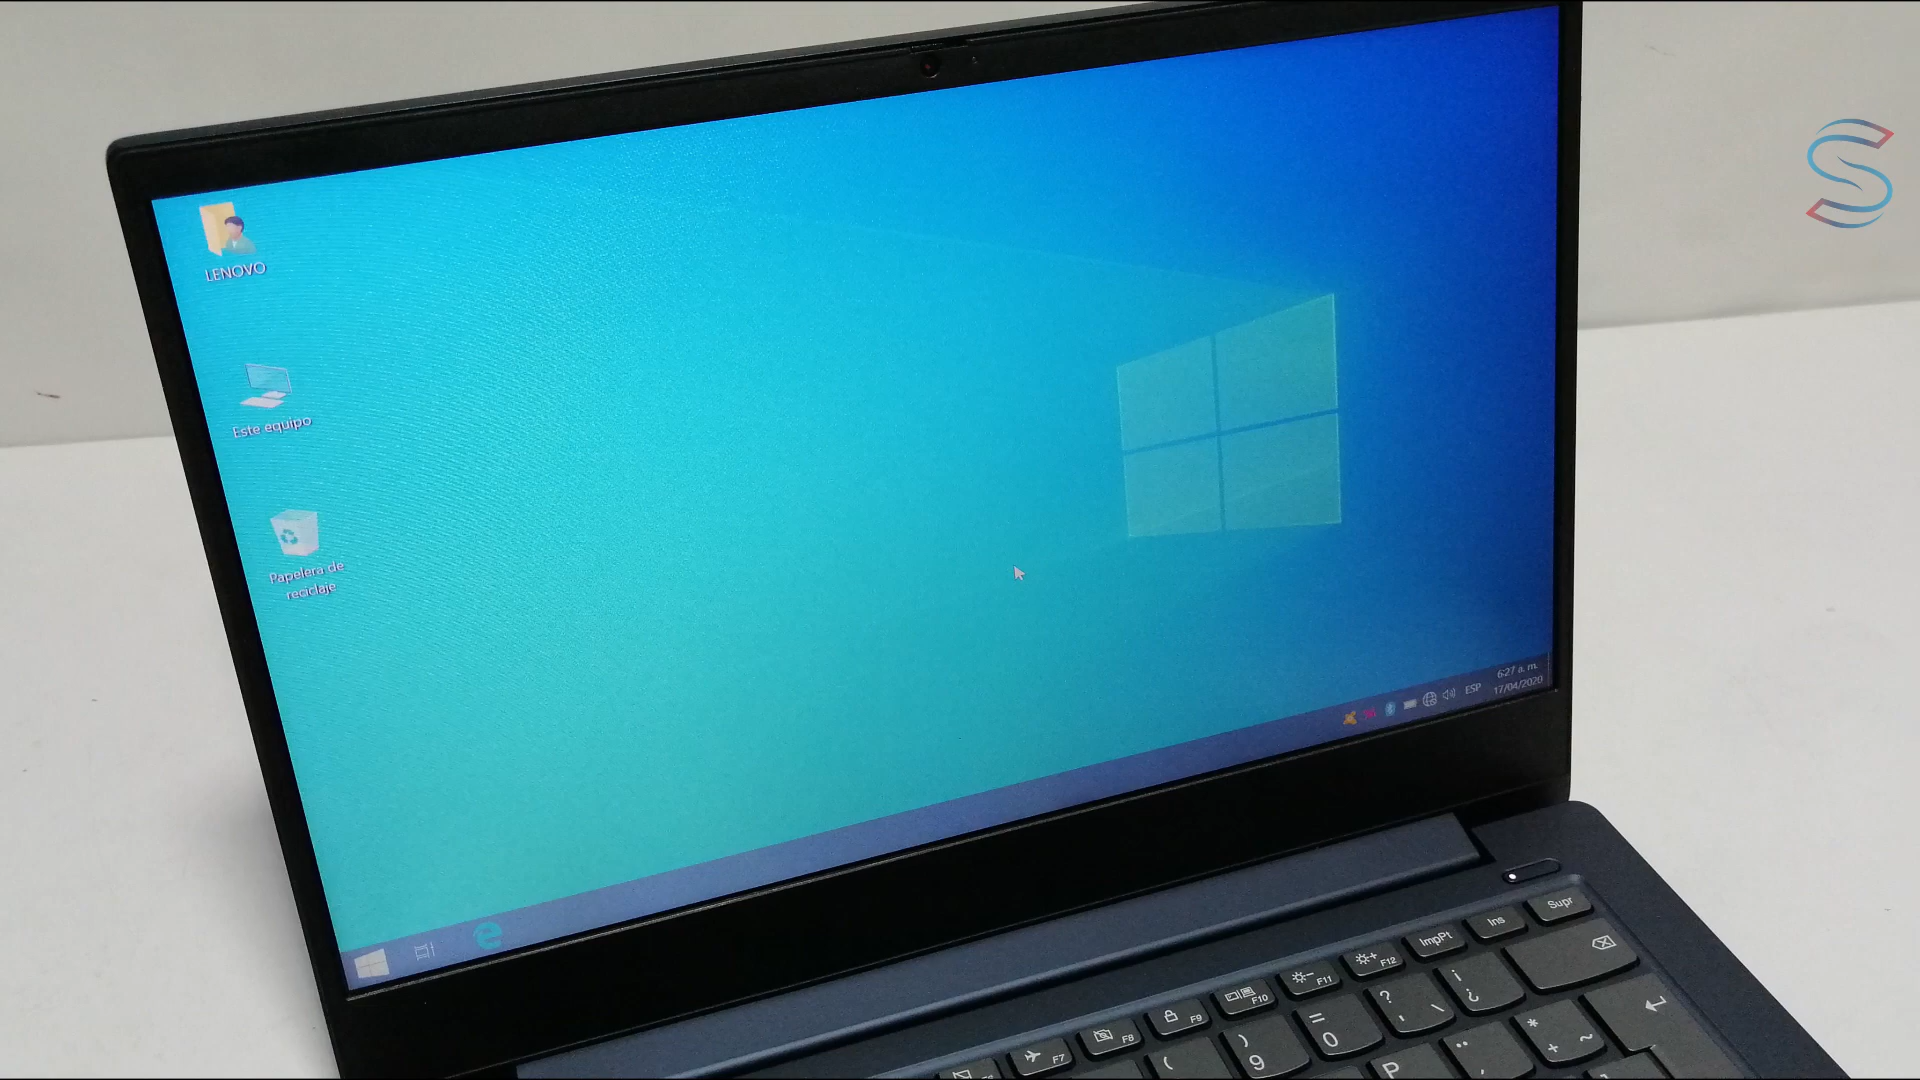 LENOVO
Este equipo
Papelera de
reciclaje
6:27 a. m.
ESP
17/04/2020
Supr
Ins
ImpPt
F12
F11
F10
F9
F8
F7
¡
¿
?
'
\
=
0
)
9
(
*
+
~
¨
P